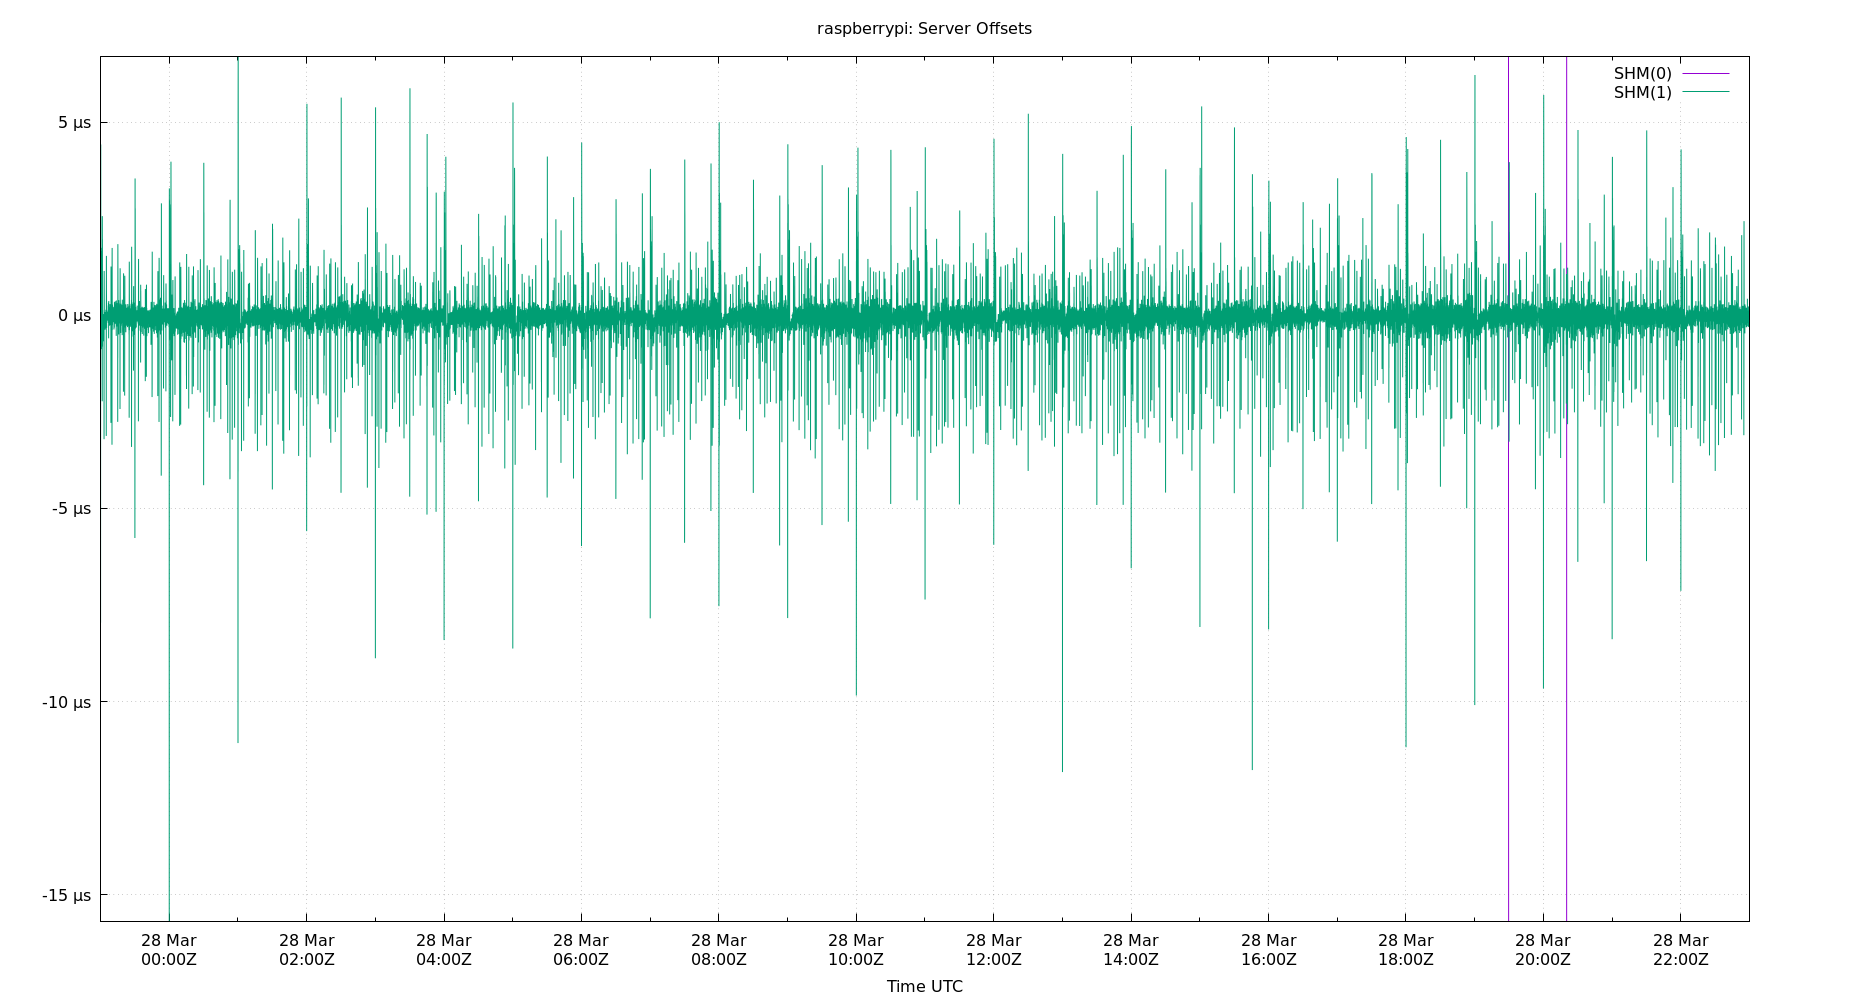 raspberrypi: Server Offsets
SHM(0)
SHM(1)
5 µs
0 µs
-5 µs
-10 µs
-15 µs
28 Mar 28 Mar 28 Mar 28 Mar 28 Mar 28 Mar 28 Mar 28 Mar 28 Mar 28 Mar 28 Mar 28 Mar
00:00Z 02:00Z 04:00Z 06:00Z 08:00Z 10:00Z 12:00Z 14:00Z 16:00Z 18:00Z 20:00Z 22:00Z
Time UTC